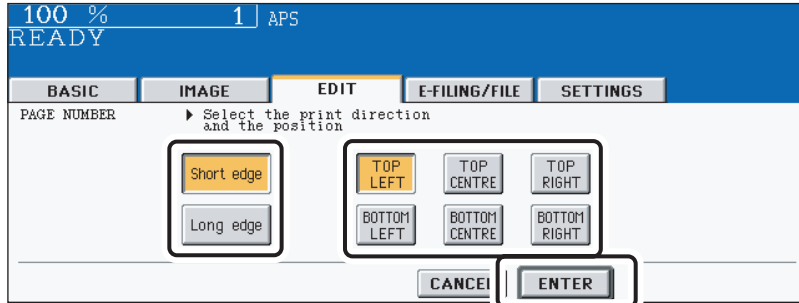 100 % 1 APS
READY
BASIC IMAGE EDIT E-FILING/FILE SETTINGS
PAGE NUMBER Select the print direction
and the position
Short edge
TOP LEFT
TOP CENTRE
TOP RIGHT
Long edge
BOTTOM LEFT
BOTTOM CENTRE
BOTTOM RIGHT
CANCEL ENTER